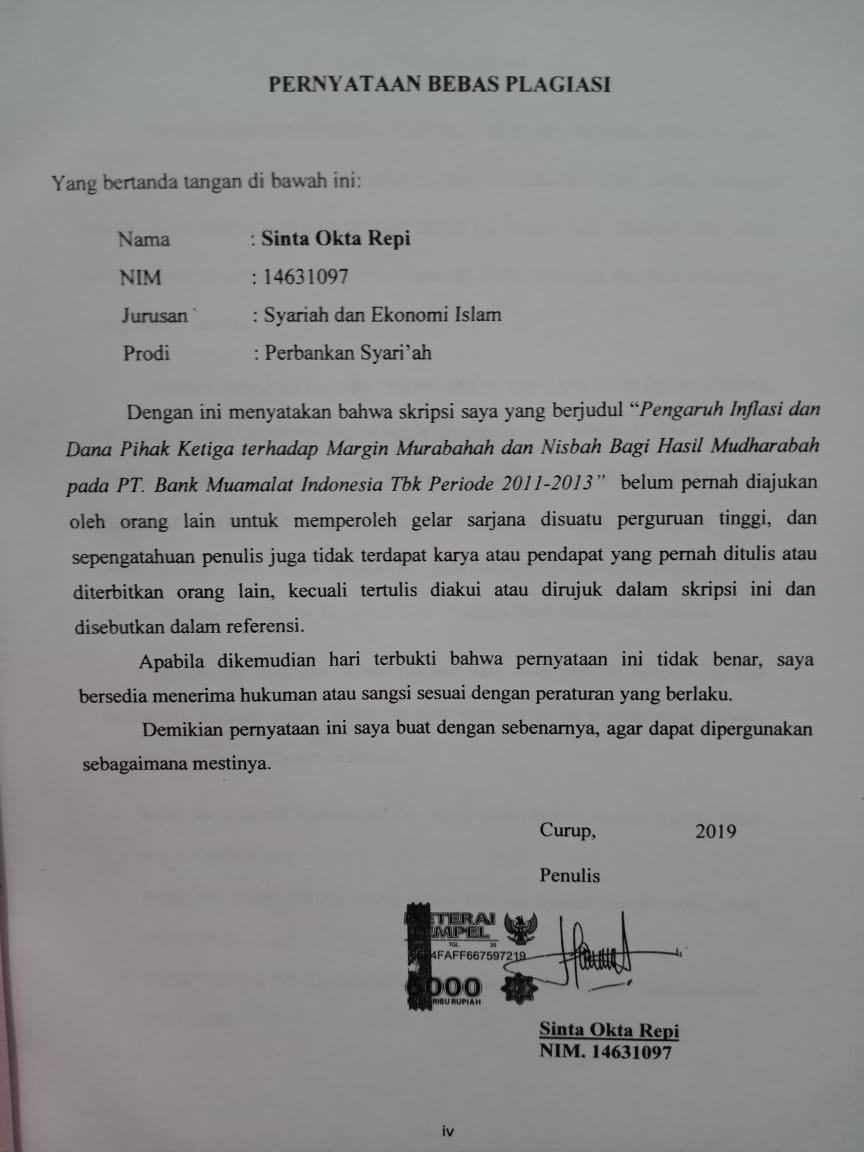 PERNYATAAN BEBAS PLAGIASI
Yang bertanda tangan di bawah ini:
Nama : Sinta Okta Repi
NIM : 14631097
Jurusan : Syariah dan Ekonomi Islam
Prodi : Perbankan Syari’ah
Dengan ini menyatakan bahwa skripsi saya yang berjudul “Pengaruh Inflasi dan
Dana Pihak Ketiga terhadap Margin Murabahah dan Nisbah Bagi Hasil Mudharabah
pada PT. Bank Muamalat Indonesia Tbk Periode 2011-2013” belum pernah diajukan
oleh orang lain untuk memperoleh gelar sarjana disuatu perguruan tinggi, dan
sepengatahuan penulis juga tidak terdapat karya atau pendapat yang pernah ditulis atau
diterbitkan orang lain, kecuali tertulis diakui atau dirujuk dalam skripsi ini dan
disebutkan dalam referensi.
Apabila dikemudian hari terbukti bahwa pernyataan ini tidak benar, saya
bersedia menerima hukuman atau sangsi sesuai dengan peraturan yang berlaku.
Demikian pernyataan ini saya buat dengan sebenarnya, agar dapat dipergunakan
sebagaimana mestinya.
Curup, 2019
Penulis
METERAI
TEMPEL
TGL. 20
4FAFF667597219
6000
RIBU RUPIAH
Sinta Okta Repi
NIM. 14631097
iv